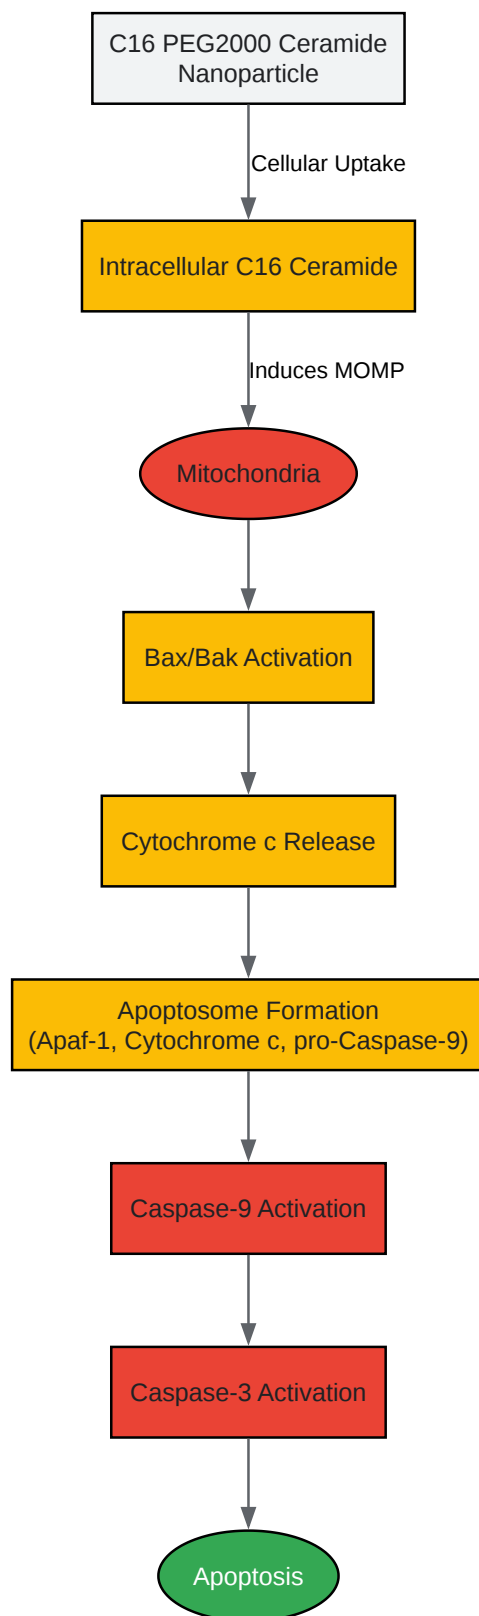 C16 PEG2000 Ceramide
Nanoparticle
Cellular Uptake
Intracellular C16 Ceramide
Induces MOMP
Mitochondria
Bax/Bak Activation
Cytochrome c Release
Apoptosome Formation
(Apaf-1, Cytochrome c, pro-Caspase-9)
Caspase-9 Activation
Caspase-3 Activation
Apoptosis